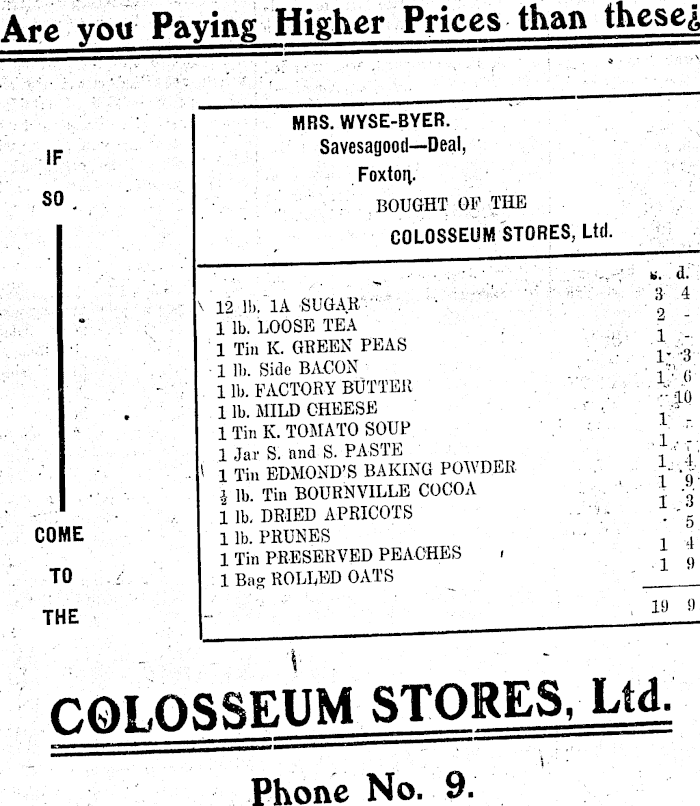 Are you Paying Higher Prices than these¿
IF
SO
COME
TO
THE
MRS. WYSE-BYER.
Savesagood—Deal,
Foxton.
BOUGHT OF THE
COLOSSEUM STORES, Ltd.
s. d.
12 lb. 1A SUGAR 3 4
1 lb. LOOSE TEA 2 -
1 Tin K. GREEN PEAS 1 -
1 lb. Side BACON 1 3
1 lb. FACTORY BUTTER 1 6
1 lb. MILD CHEESE 10
1 Tin K. TOMATO SOUP 1 -
1 Jar S. and S. PASTE 1 -
1 Tin EDMOND'S BAKING POWDER 1 4
½ lb. Tin BOURNVILLE COCOA 1 9
1 lb. DRIED APRICOTS 1 3
1 lb. PRUNES 5
1 Tin PRESERVED PEACHES 1 4
1 Bag ROLLED OATS 1 9
19 9
COLOSSEUM STORES, Ltd.
Phone No. 9.